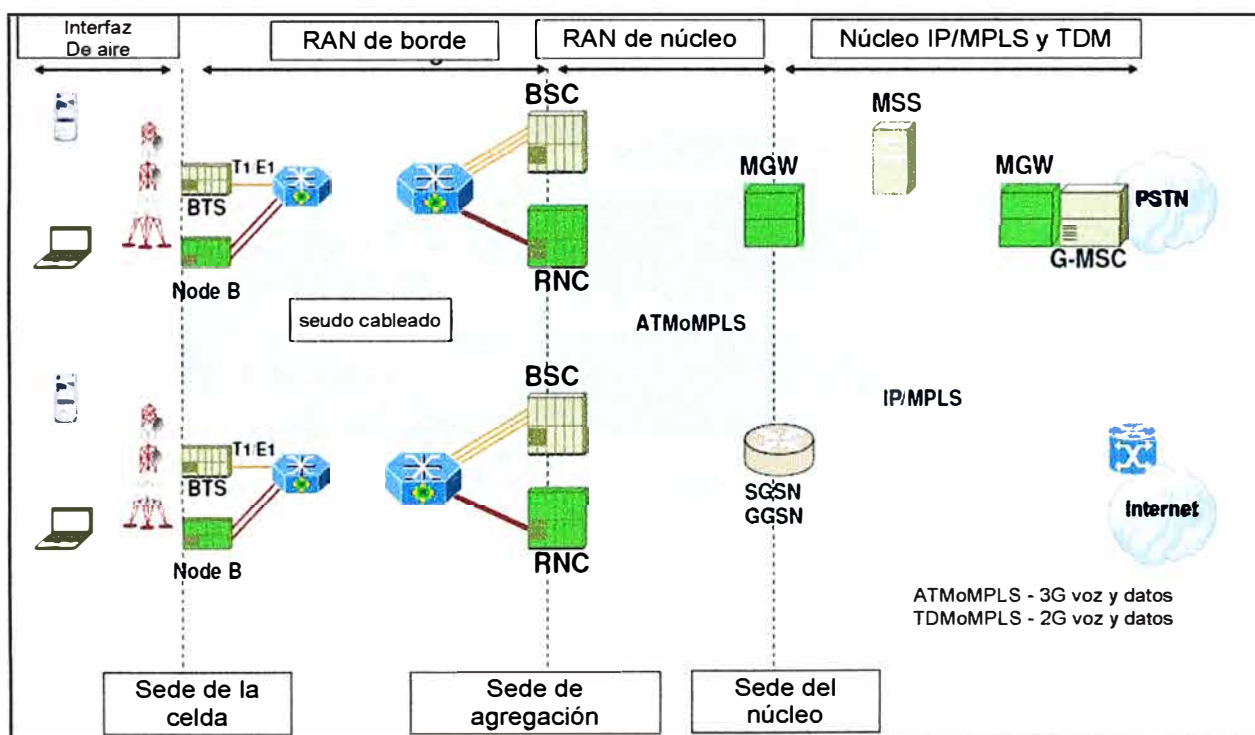 Interfaz
De aire
RAN de borde
RAN de núcleo
Núcleo IP/MPLS y TDM
BSC
MSS
T1/E1
MGW
MGW
BTS
PSTN
Node B
RNC
G-MSC
seudo cableado
ATMoMPLS
BSC
IP/MPLS
T1/E1
BTS
SGSN
GGSN
Internet
Node B
RNC
ATMoMPLS - 3G voz y datos
TDMoMPLS - 2G voz y datos
Sede de la
celda
Sede de
agregación
Sede del
núcleo